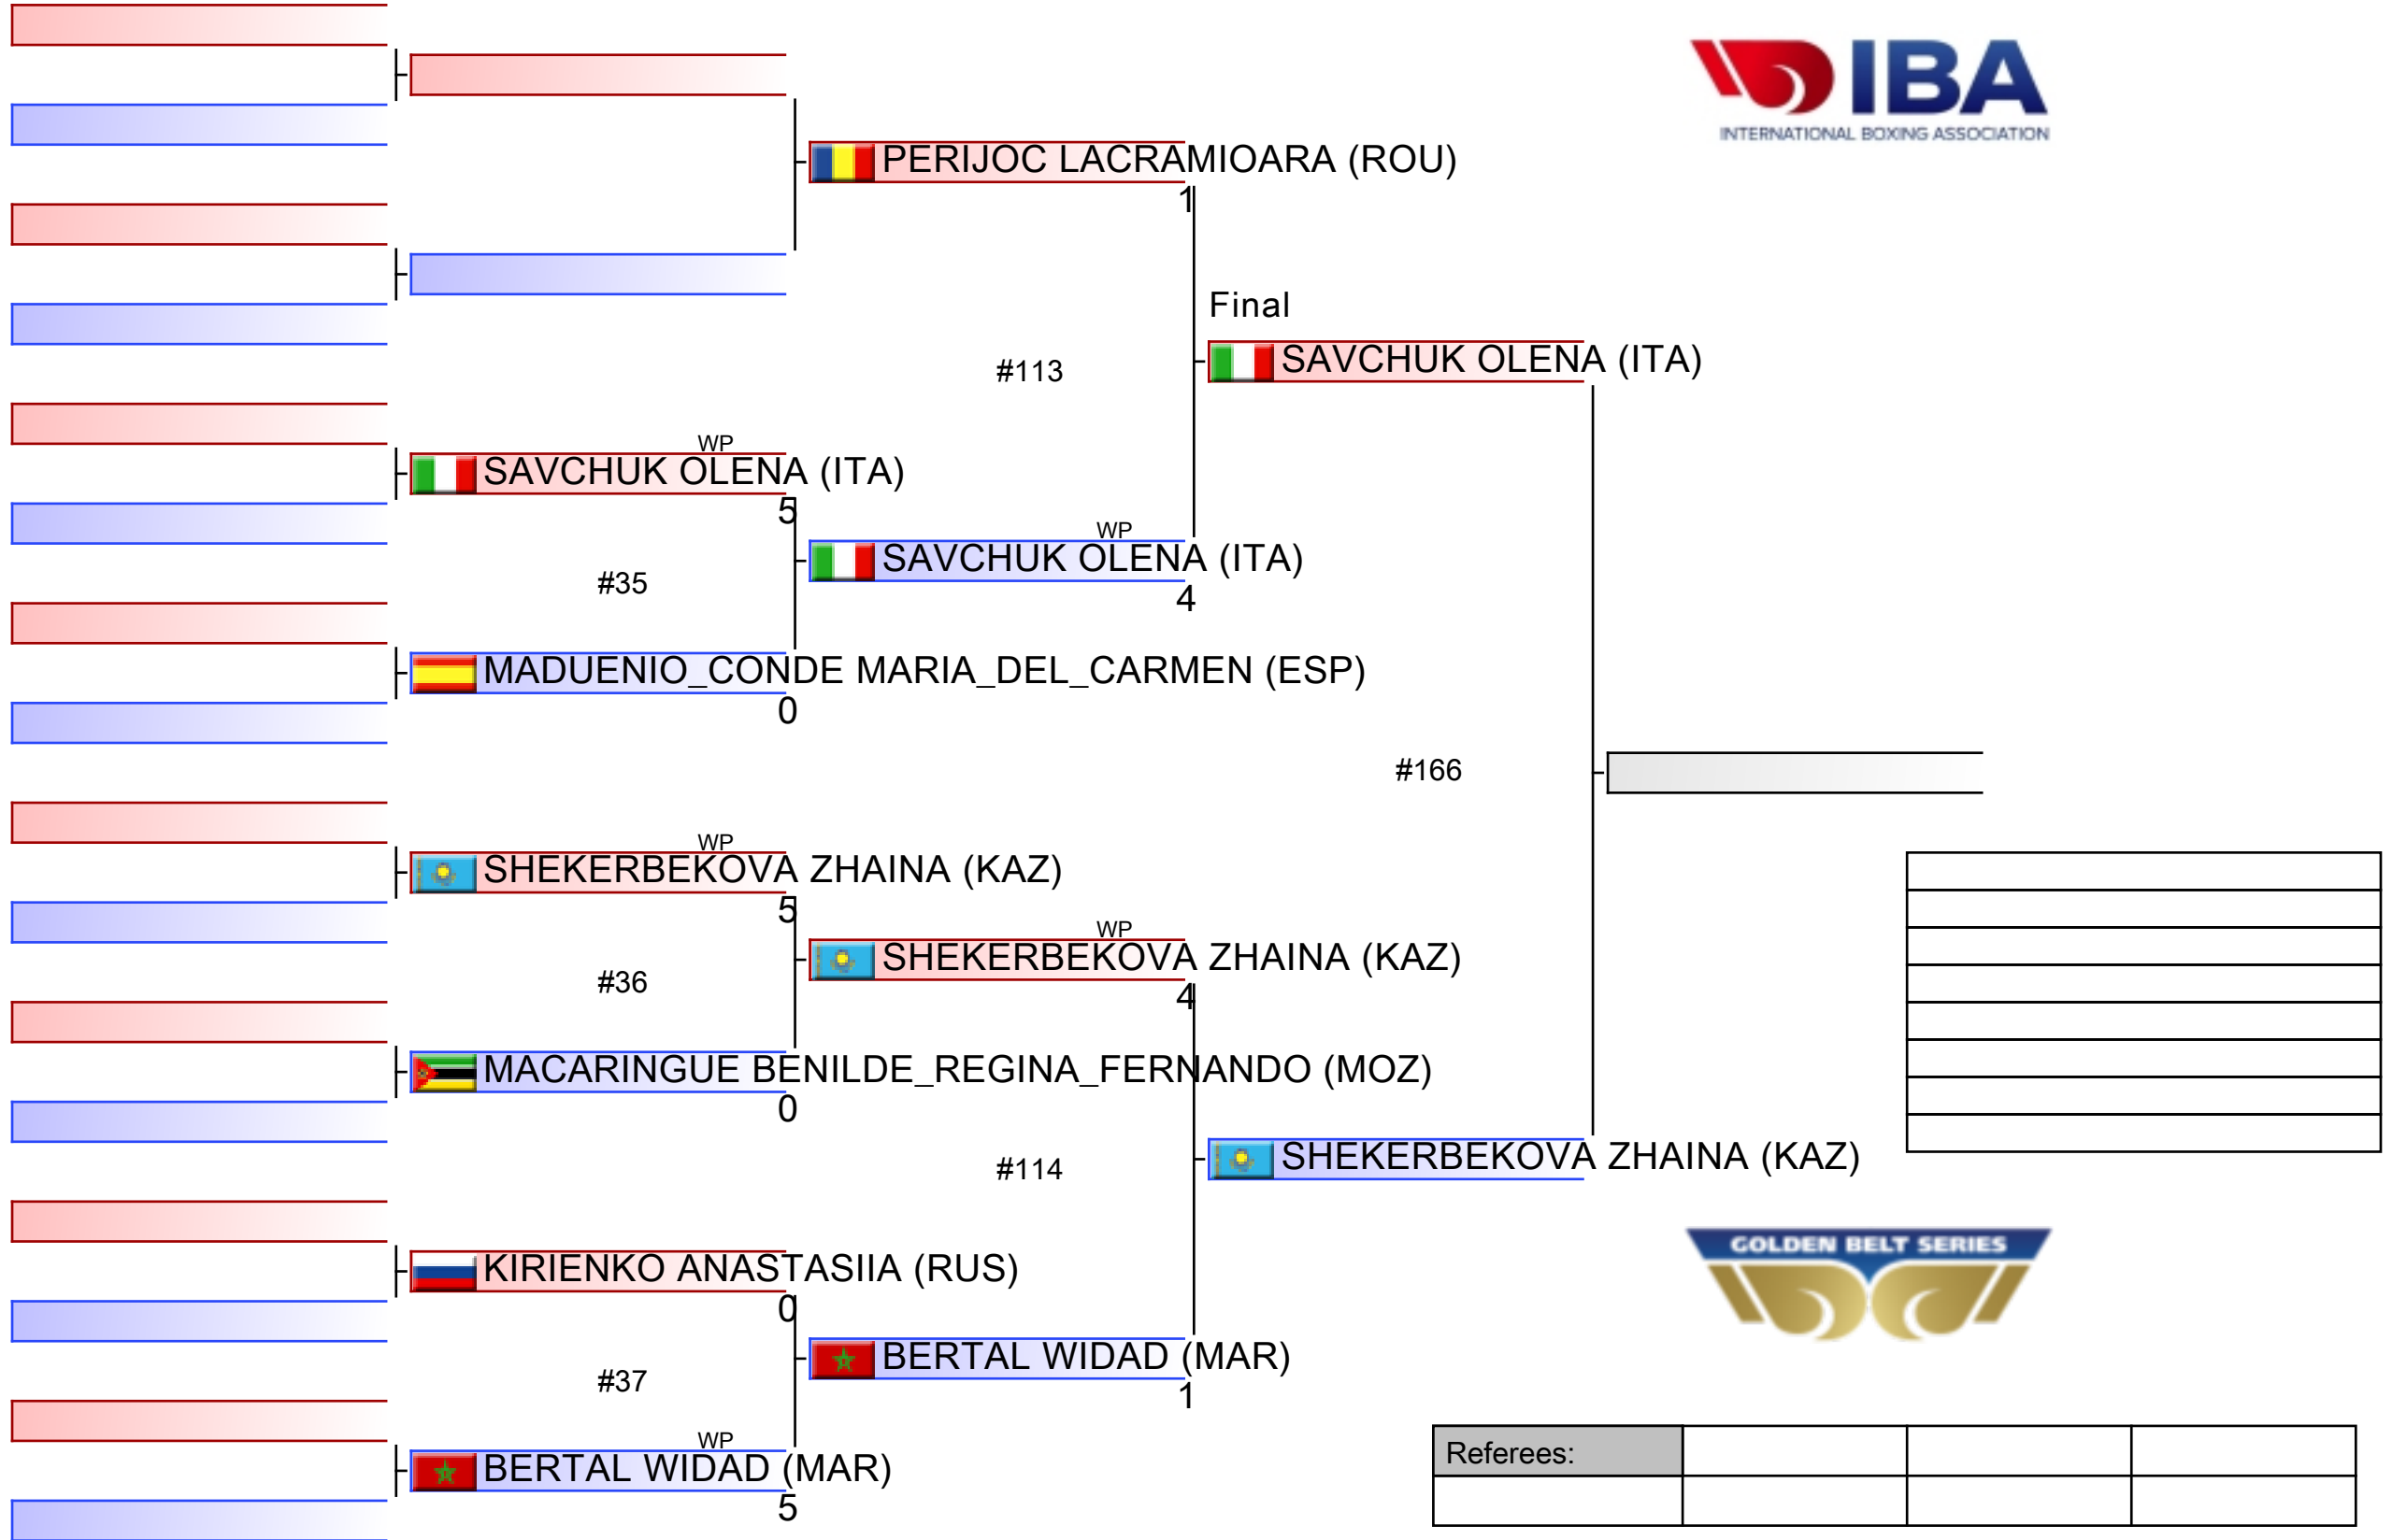 IBA
INTERNATIONAL BOXING ASSOCIATION
PERIJOC LACRAMIOARA (ROU)
1
Final
SAVCHUK OLENA (ITA)
#113
WP
SAVCHUK OLENA (ITA)
5
WP
SAVCHUK OLENA (ITA)
4
#35
MADUENIO_CONDE MARIA_DEL_CARMEN (ESP)
0
#166
WP
SHEKERBEKOVA ZHAINA (KAZ)
5
WP
SHEKERBEKOVA ZHAINA (KAZ)
4
#36
MACARINGUE BENILDE_REGINA_FERNANDO (MOZ)
0
#114
SHEKERBEKOVA ZHAINA (KAZ)
GOLDEN BELT SERIES
KIRIENKO ANASTASIIA (RUS)
0
BERTAL WIDAD (MAR)
1
#37
WP
BERTAL WIDAD (MAR)
5
Referees: